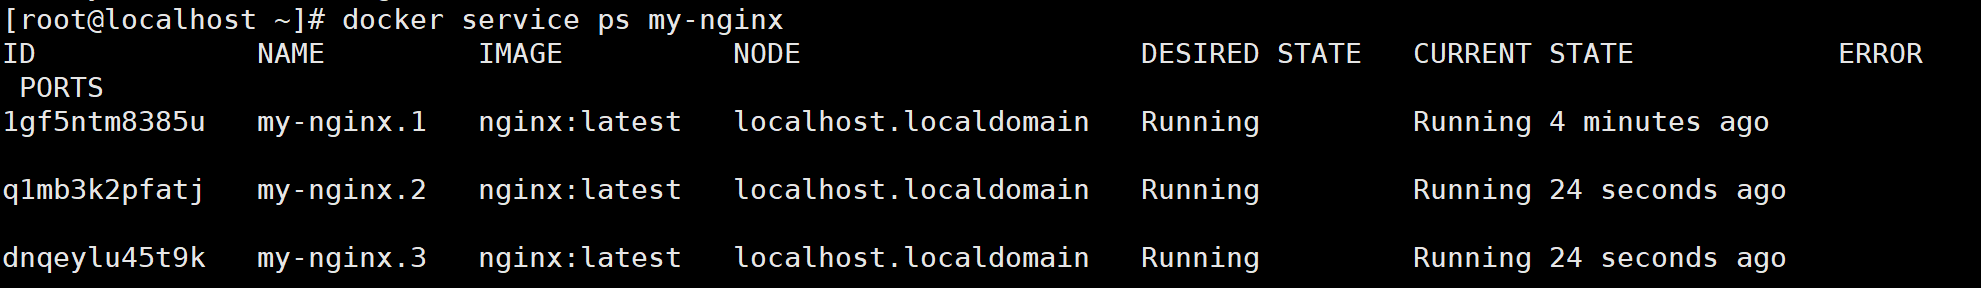 [root@localhost ~]# docker service ps my-nginx
ID             NAME         IMAGE          NODE                    DESIRED STATE   CURRENT STATE            ERROR
 PORTS
1gf5ntm8385u   my-nginx.1   nginx:latest   localhost.localdomain   Running         Running 4 minutes ago
q1mb3k2pfatj   my-nginx.2   nginx:latest   localhost.localdomain   Running         Running 24 seconds ago
dnqeylu45t9k   my-nginx.3   nginx:latest   localhost.localdomain   Running         Running 24 seconds ago